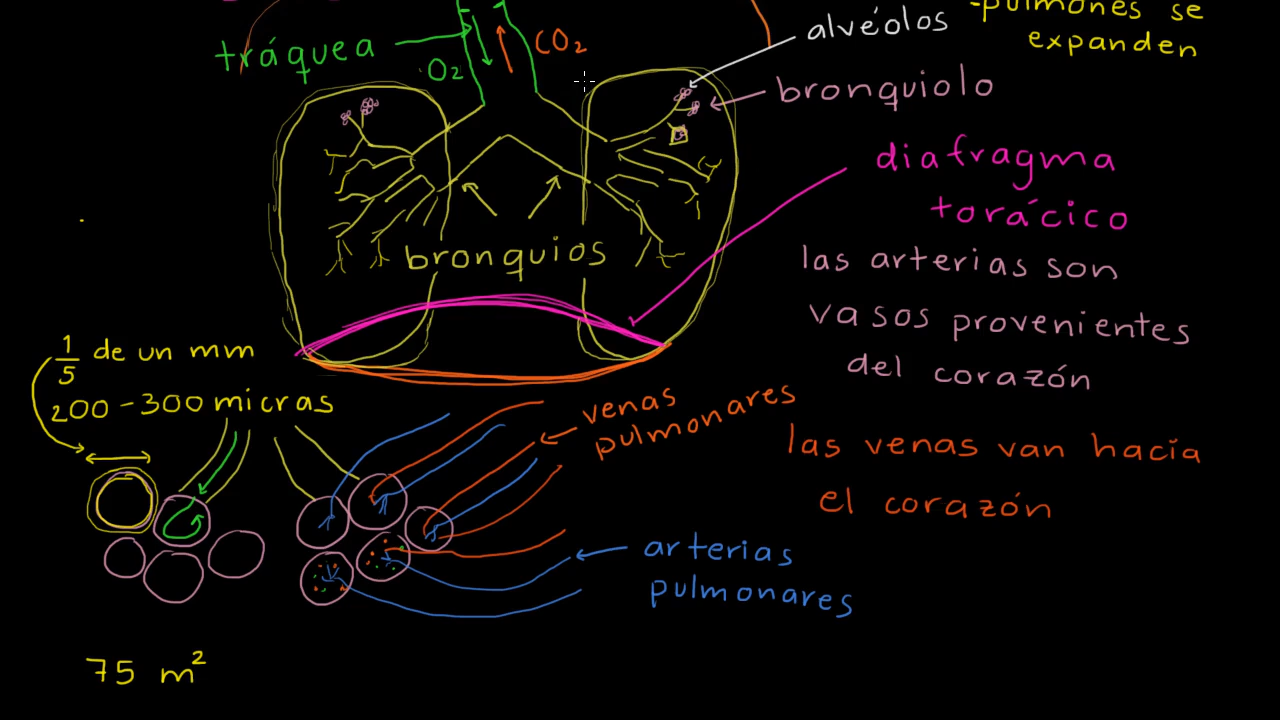 -pulmones se
expanden
alvéolos
tráquea
O₂
CO₂
bronquiolo
diafragma
torácico
bronquios
las arterias son
vasos provenientes
del corazón
1/5 de un mm
200-300 micras
venas
pulmonares
las venas van hacía
el corazón
arterias
pulmonares
75 m²